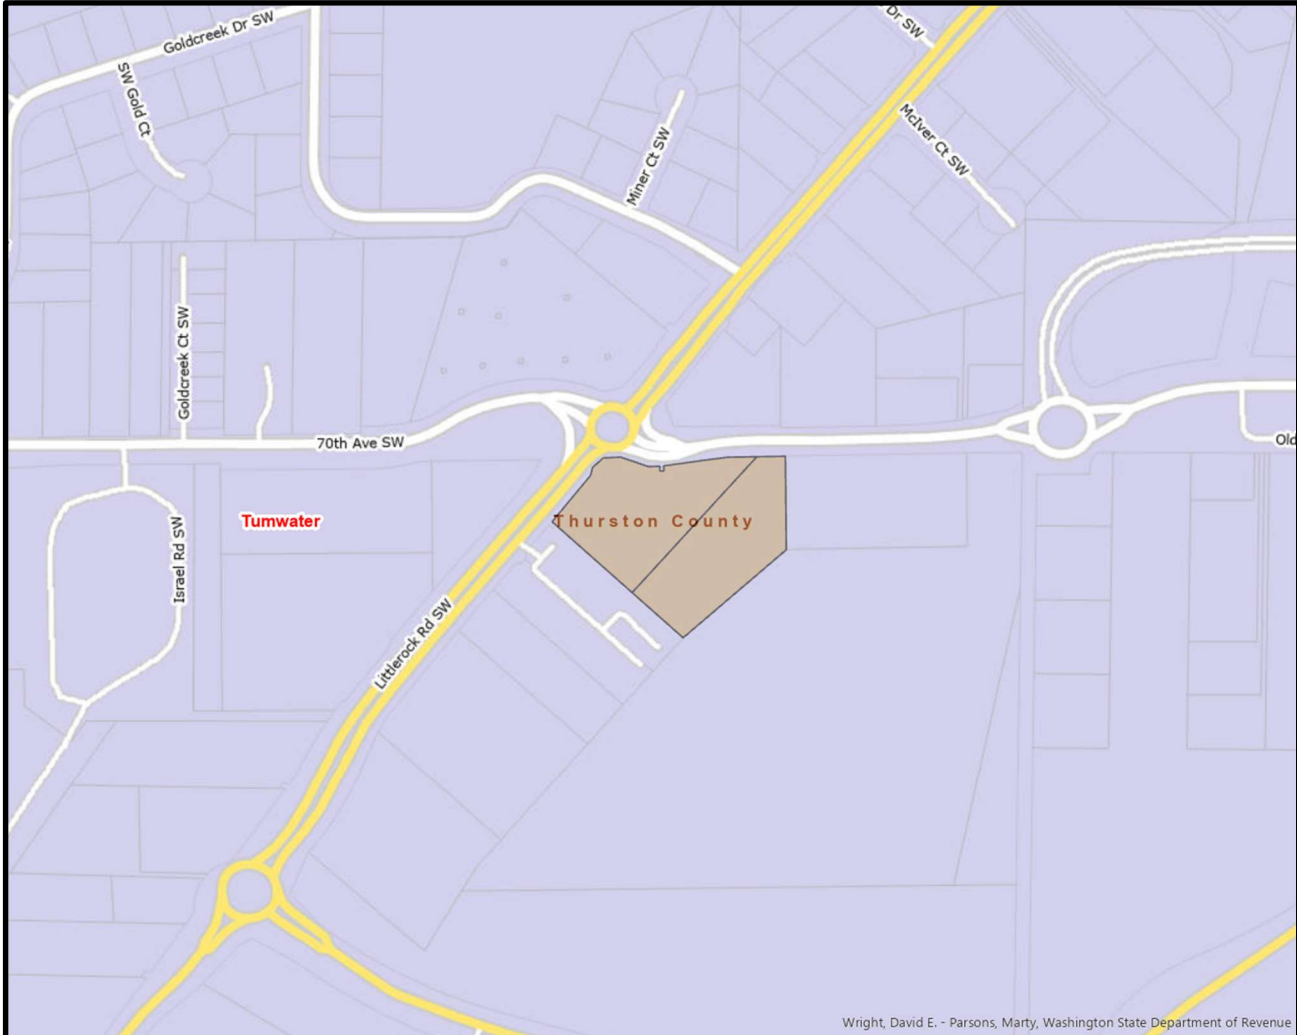 Goldcreek Dr SW
Dr SW
SW Gold Ct
McIver Ct SW
Miner Ct SW
Goldcreek Ct SW
70th Ave SW
Old
Tumwater
Thurston County
Israel Rd SW
Littlerock Rd SW
Wright, David E. - Parsons, Marty, Washington State Department of Revenue